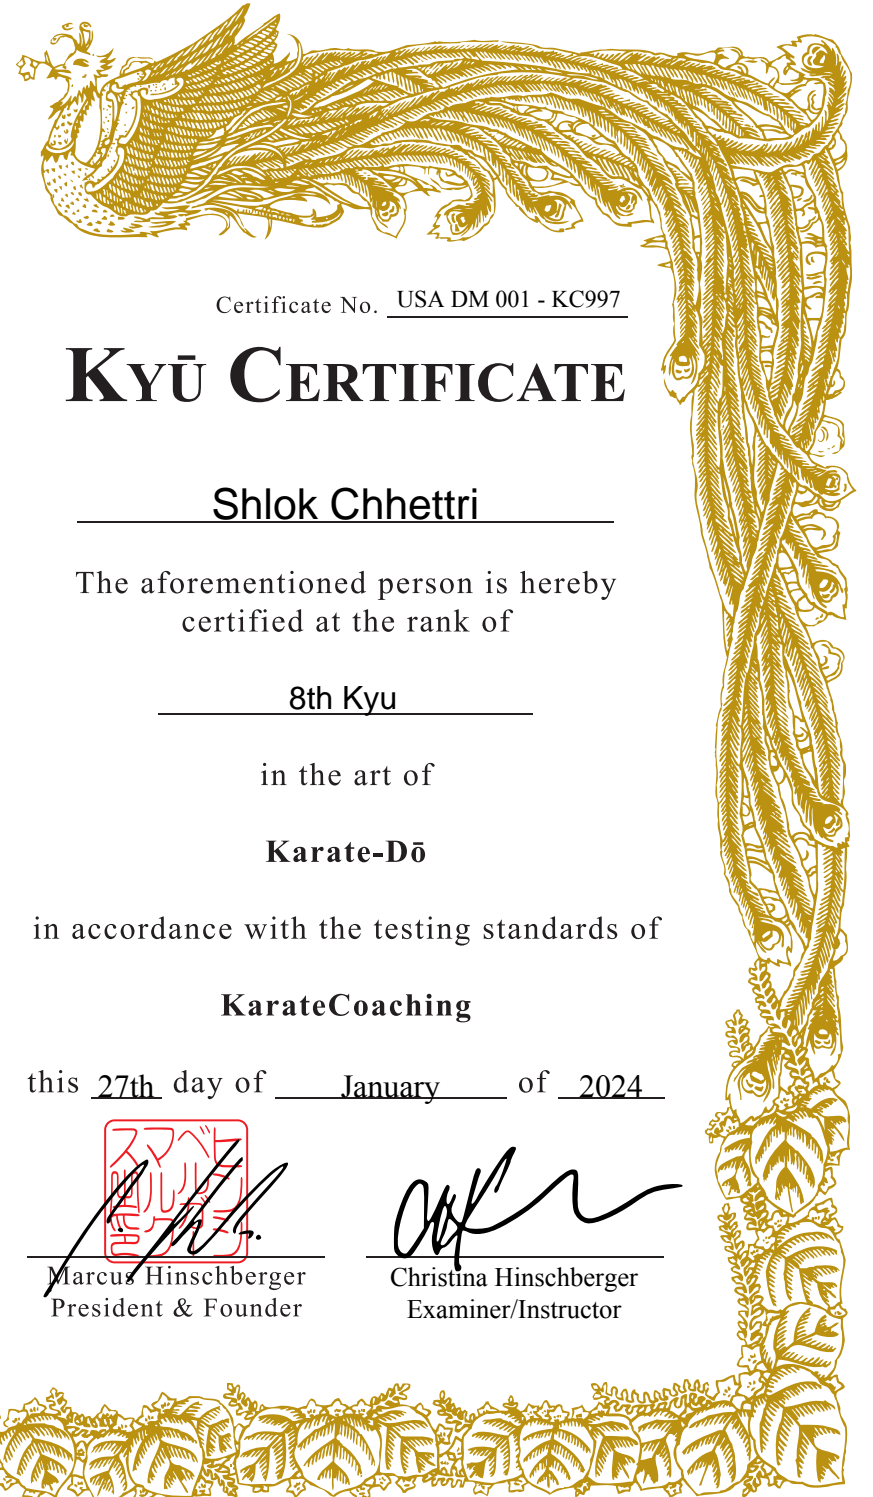 Certificate No. USA DM 001 - KC997
KYŪ CERTIFICATE
Shlok Chhettri
The aforementioned person is hereby
certified at the rank of
8th Kyu
in the art of
Karate-Dō
in accordance with the testing standards of
KarateCoaching
this 27th day of January of 2024
Marcus Hinschberger
President & Founder
Christina Hinschberger
Examiner/Instructor